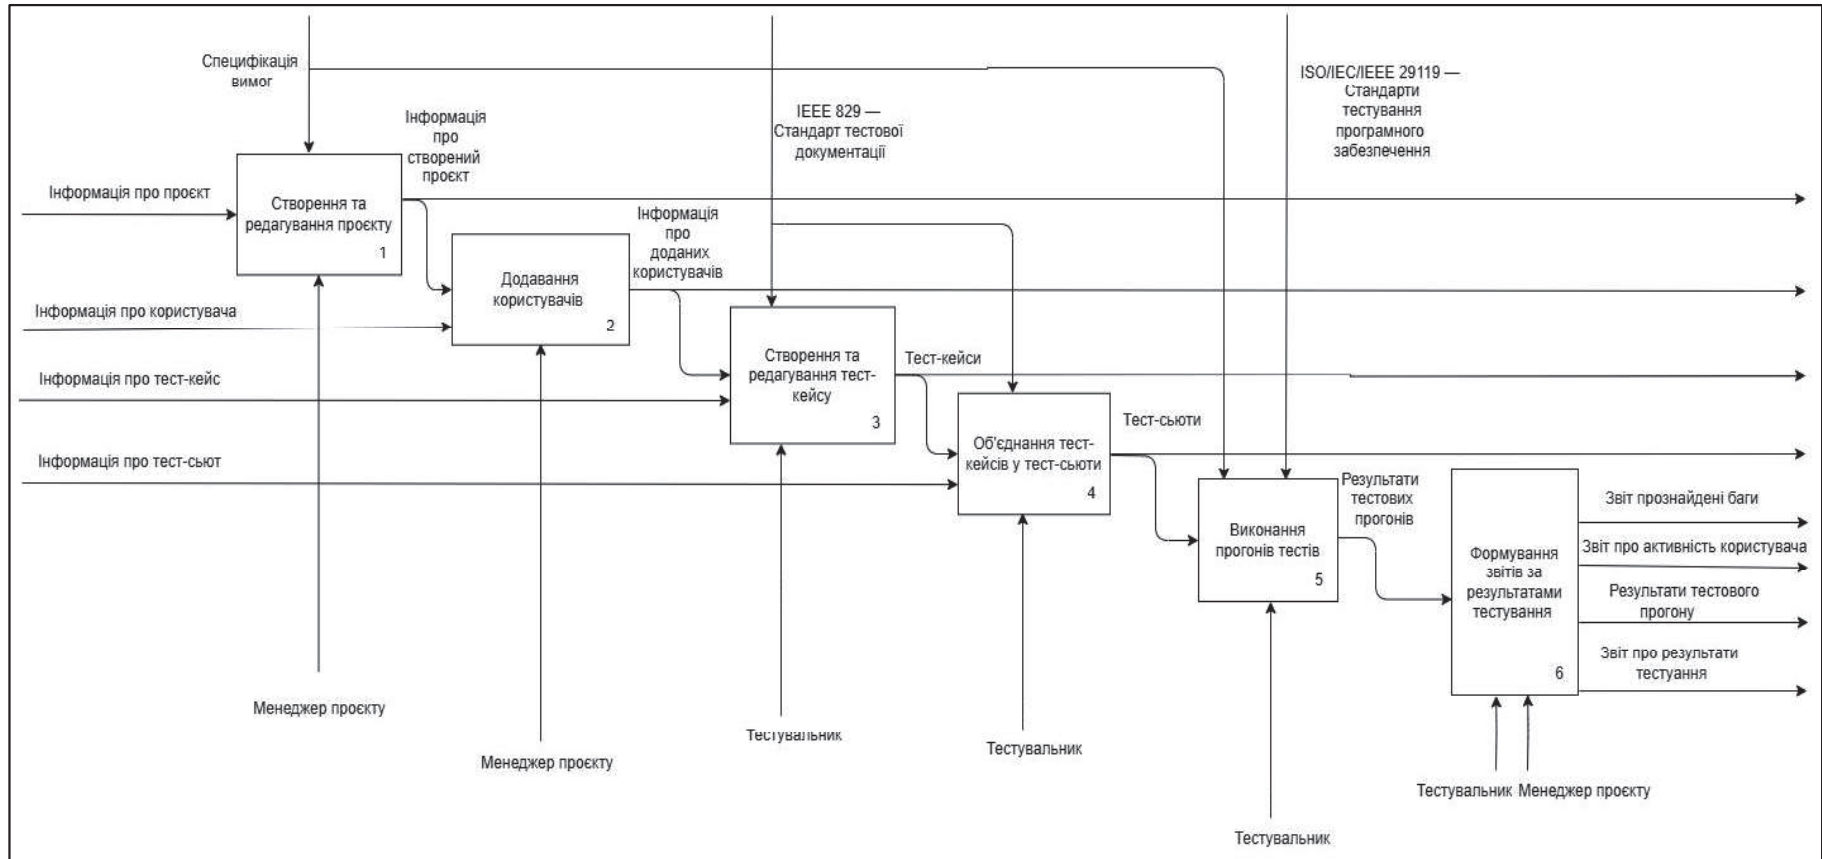 Специфікація
вимог
ISO/IEC/IEEE 29119 —
Стандарти
тестування
програмного
забезпечення
IEEE 829 —
Стандарт тестової
документації
Інформація
про
створений
проєкт
Інформація про проєкт
Створення та
редагування проєкту
1
Інформація
про
доданих
користувачів
Додавання
користувачів
2
Інформація про користувача
Створення та
редагування тест-
кейсу
3
Тест-кейси
Інформація про тест-кейс
Тест-сьюти
Об'єднання тест-
кейсів у тест-сьюти
4
Інформація про тест-сьют
Результати
тестових
прогонів
Виконання
прогонів тестів
5
Звіт прознайдені баги
Звіт про активність користувача
Формування
звітів за
результатами
тестування
6
Результати тестового
прогону
Звіт про результати
тестуання
Менеджер проєкту
Менеджер проєкту
Тестувальник
Тестувальник
Тестувальник
Тестувальник Менеджер проєкту